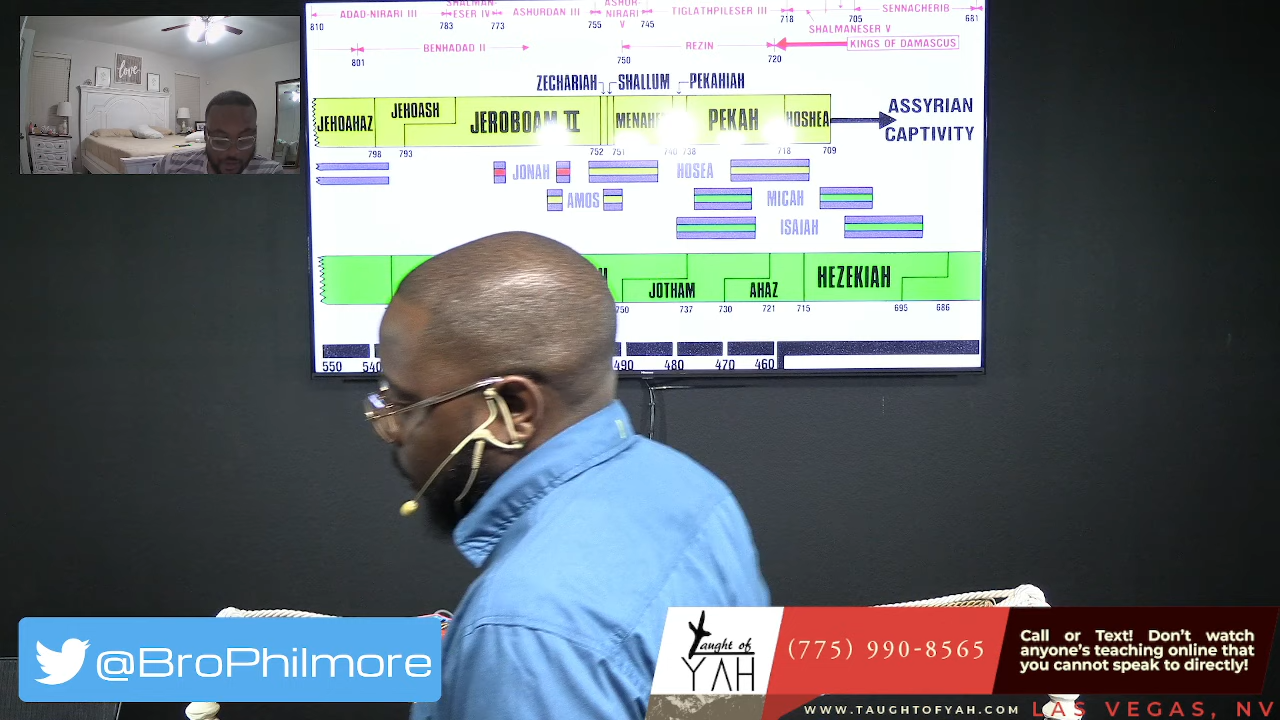 ADAD-NIRARI III
SHALMAN-
ESER IV
ASHURDAN III
ASHUR-
NIRARI
V
TIGLATHPILESER III
SENNACHERIB
810
783
773
755
745
718
705
681
SHALMANESER V
BENHADAD II
REZIN
KINGS OF DAMASCUS
801
750
720
ZECHARIAH
SHALLUM
PEKAHIAH
JEHOAHAZ
JEHOASH
JEROBOAM II
PEKAH
HOSHEA
ASSYRIAN
CAPTIVITY
798
793
752
751
738
718
709
JONAH
HOSEA
AMOS
MICAH
ISAIAH
JOTHAM
AHAZ
HEZEKIAH
750
737
730
721
715
695
686
550
540
490
480
470
460
love
@BroPhilmore
taught of
YAH
(775) 990-8565
Call or Text! Don't watch
anyone's teaching online that
you cannot speak to directly!
WWW.TAUGHTOFYAH.COM
LAS VEGAS, NV